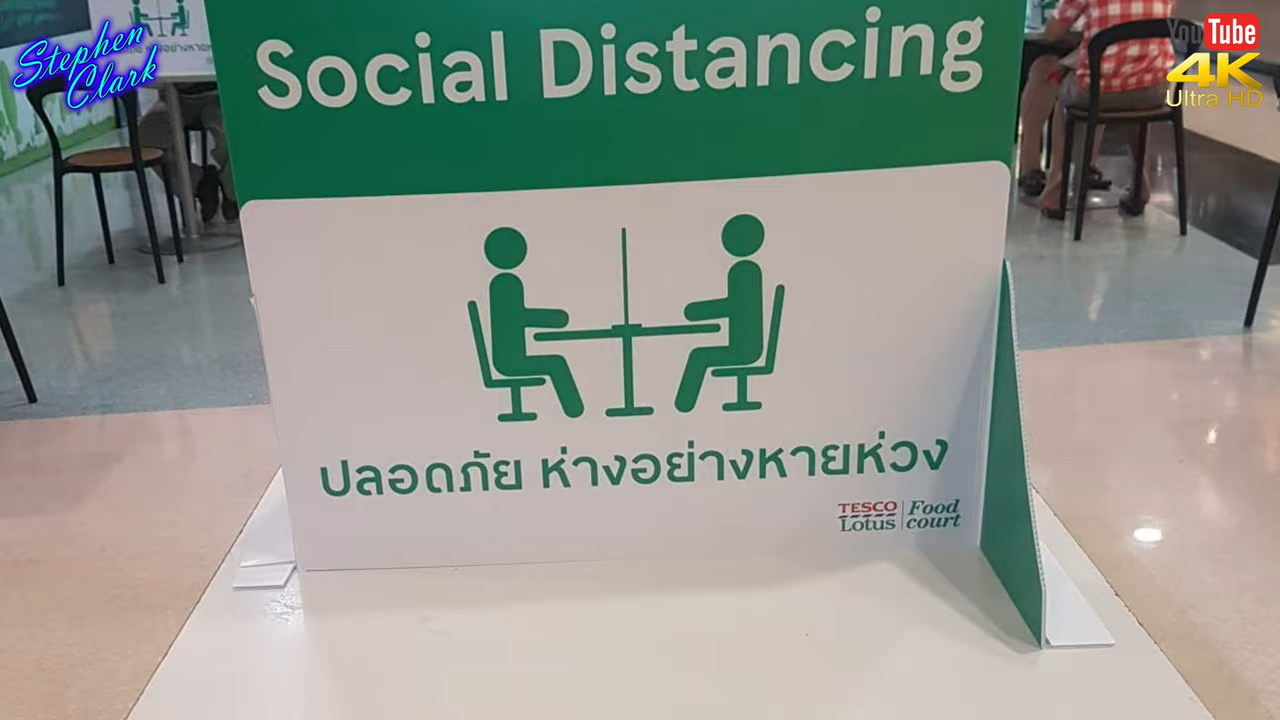 Stephen
Clark
YouTube
4K
Ultra HD
Social Distancing
ปลอดภัย ห่างอย่างหายห่วง
TESCO
Lotus
Food
court